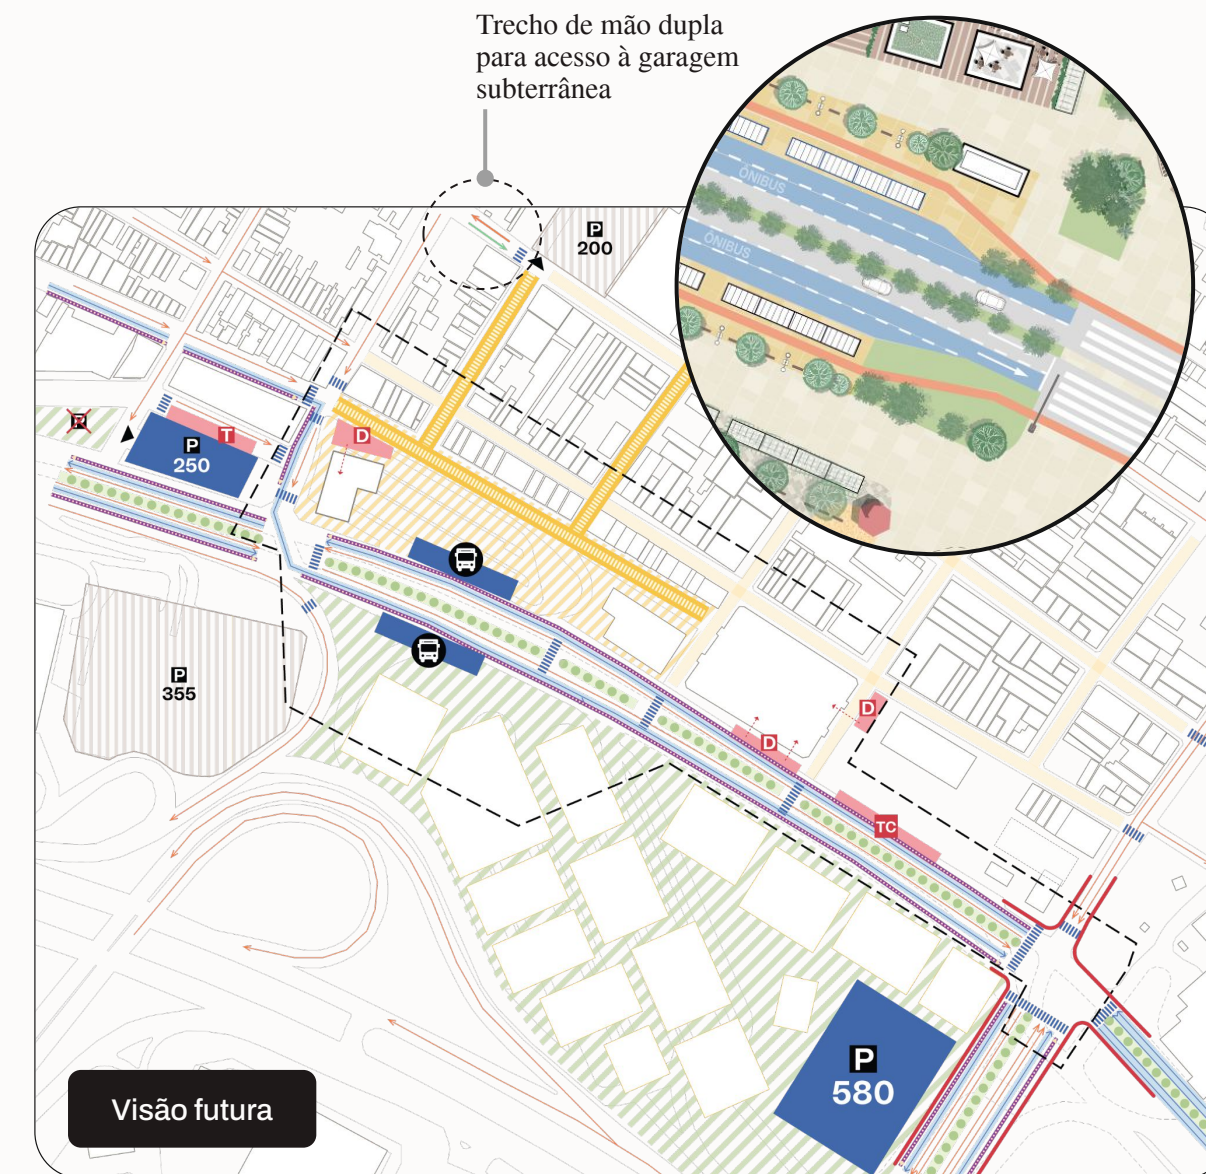 Trecho de mão dupla
para acesso à garagem
subterrânea
ÔNIBUS
ÔNIBUS
P
200
P
T
D
P
250
P
355
D
D
TC
P
580
Visão futura